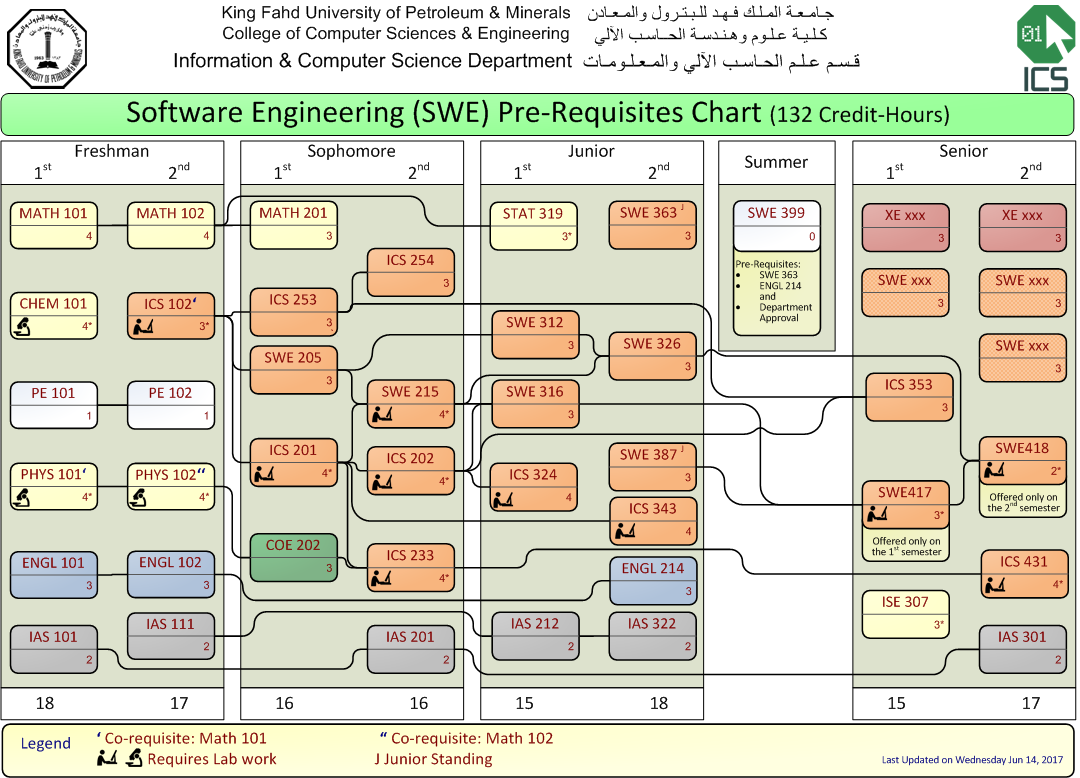 King Fahd University of Petroleum & Minerals جامعة الملك فهد للبترول والمعادن
College of Computer Sciences & Engineering كلية علوم وهندسة الحاسب الآلي
Information & Computer Science Department قسم علم الحاسب الآلي والمعلومات
01
ICS
Software Engineering (SWE) Pre-Requisites Chart (132 Credit-Hours)
Freshman
1st 2nd
Sophomore
1st 2nd
Junior
1st 2nd
Summer
Senior
1st 2nd
MATH 101
4
MATH 102
4
MATH 201
3
STAT 319
3*
SWE 363 J
3
SWE 399
0
Pre-Requisites:
• SWE 363
• ENGL 214
and
• Department
Approval
XE xxx
3
XE xxx
3
ICS 254
3
CHEM 101
4*
ICS 102‘
3*
ICS 253
3
SWE 312
3
SWE 326
3
SWE xxx
3
SWE xxx
3
SWE xxx
3
SWE 205
3
PE 101
1
PE 102
1
SWE 215
4*
SWE 316
3
ICS 353
3
PHYS 101‘
4*
PHYS 102“
4*
ICS 201
4*
ICS 202
4*
ICS 324
4
SWE 387 J
3
SWE418
2*
Offered only on
the 2nd semester
SWE417
3*
Offered only on
the 1st semester
ICS 343
4
COE 202
3
ICS 233
4*
ENGL 101
3
ENGL 102
3
ENGL 214
3
ICS 431
4*
ISE 307
3*
IAS 101
2
IAS 111
2
IAS 201
2
IAS 212
2
IAS 322
2
IAS 301
2
18 17 16 16 15 18 15 17
Legend
‘ Co-requisite: Math 101
“ Co-requisite: Math 102
Requires Lab work
J Junior Standing
Last Updated on Wednesday Jun 14, 2017